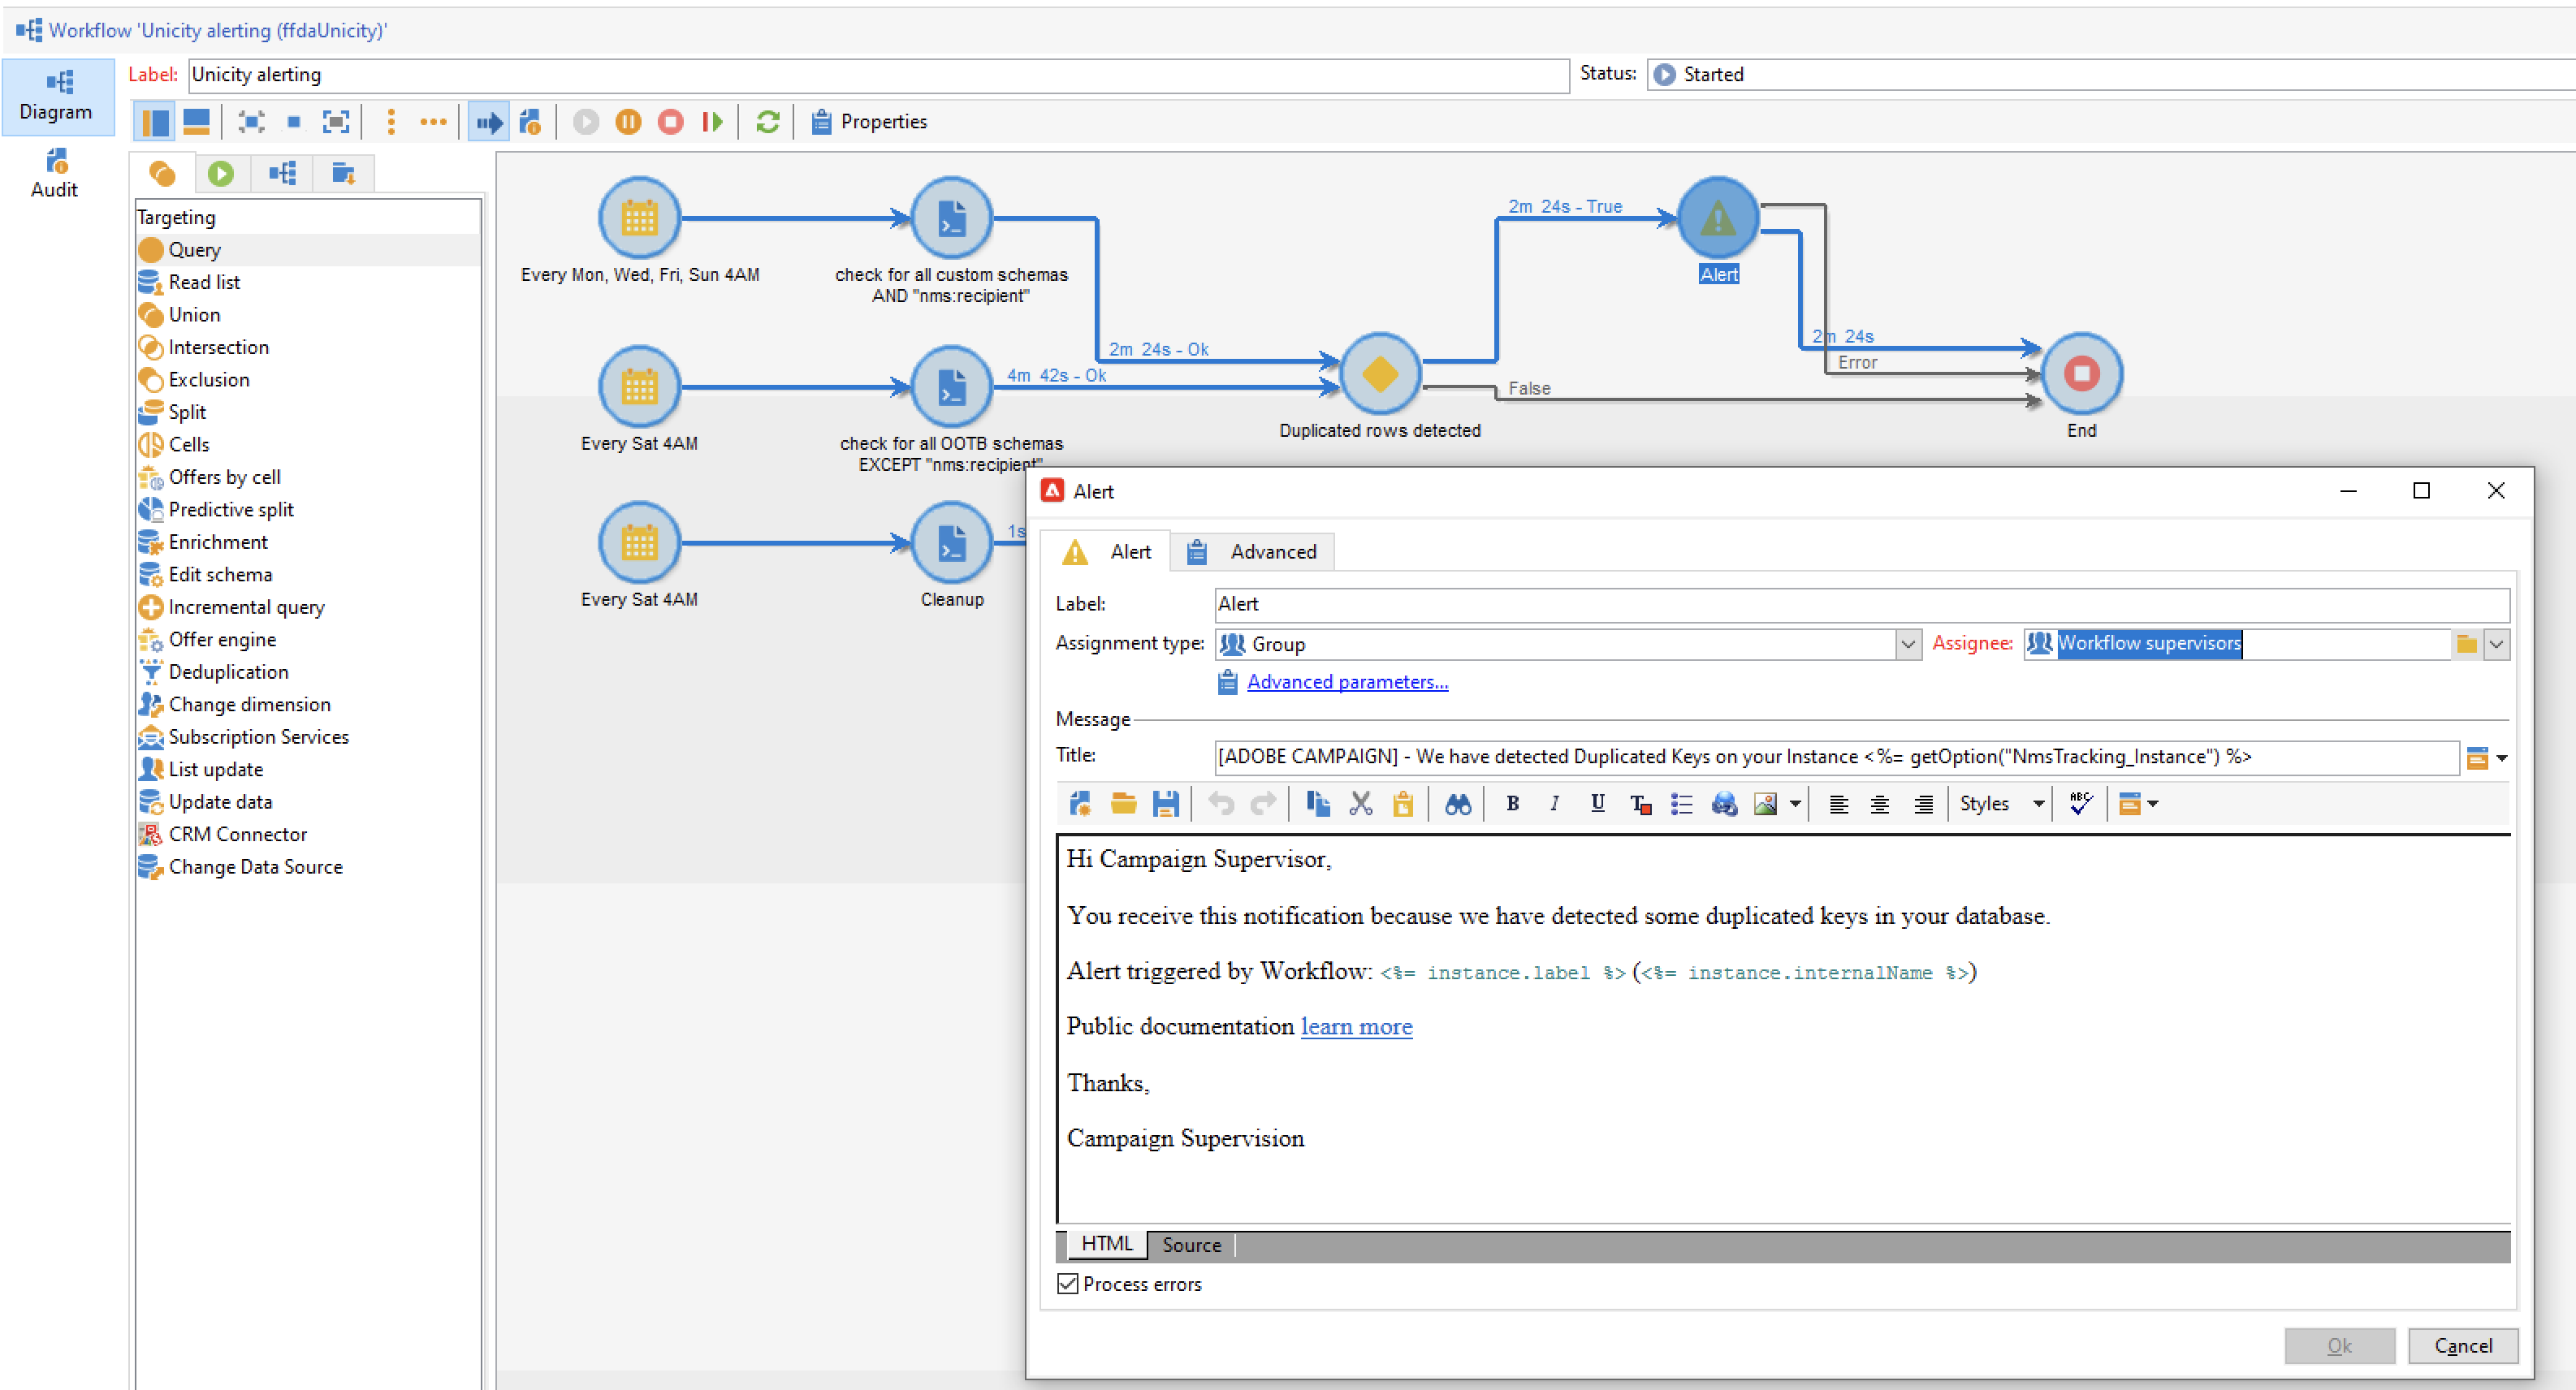 Workflow 'Unicity alerting (ffdaUnicity)'
Diagram
Audit
Label: Unicity alerting
Status: Started
Properties
Targeting
Query
Read list
Union
Intersection
Exclusion
Split
Cells
Offers by cell
Predictive split
Enrichment
Edit schema
Incremental query
Offer engine
Deduplication
Change dimension
Subscription Services
List update
Update data
CRM Connector
Change Data Source
Every Mon, Wed, Fri, Sun 4AM
check for all custom schemas
AND "nms:recipient"
2m 24s - Ok
2m 24s - True
Alert
2m 24s
Error
Every Sat 4AM
check for all OOTB schemas
EXCEPT "nms:recipient"
4m 42s - Ok
Duplicated rows detected
False
End
Every Sat 4AM
Cleanup
1s
Alert
Alert
Advanced
Label: Alert
Assignment type: Group
Assignee: Workflow supervisors
Advanced parameters...
Message
Title: [ADOBE CAMPAIGN] - We have detected Duplicated Keys on your Instance <%= getOption("NmsTracking_Instance") %>
B I U T Styles ABC
Hi Campaign Supervisor,
You receive this notification because we have detected some duplicated keys in your database.
Alert triggered by Workflow: <%= instance.label %> (<%= instance.internalName %>)
Public documentation learn more
Thanks,
Campaign Supervision
HTML Source
Process errors
Ok Cancel